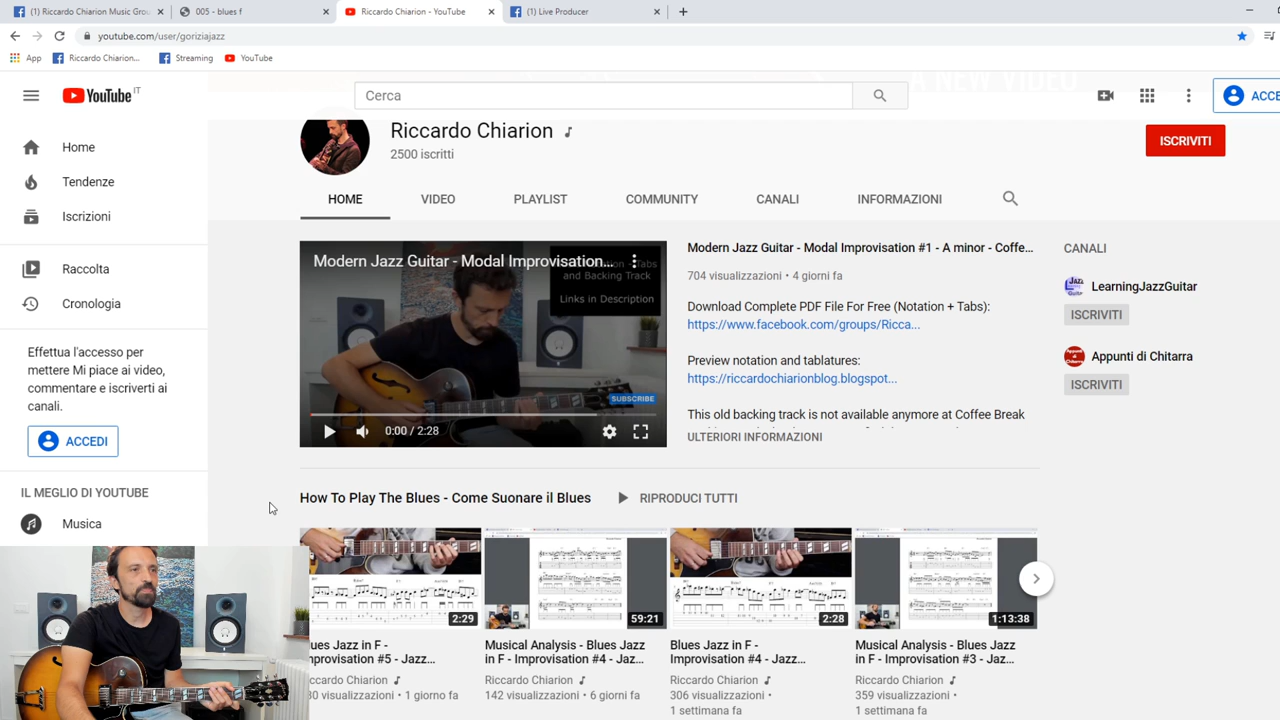 (1) Riccardo Chiarion Music Grou
005 - blues f
Riccardo Chiarion - YouTube
(1) Live Producer
youtube.com/user/goriziajazz
App
Riccardo Chiarion...
Streaming
YouTube
A NEW VIDEO
YouTube IT
Cerca
ACCE
Riccardo Chiarion
2500 iscritti
ISCRIVITI
Home
Tendenze
Iscrizioni
Raccolta
Cronologia
Effettua l'accesso per
mettere Mi piace ai video,
commentare e iscriverti ai
canali.
ACCEDI
IL MEGLIO DI YOUTUBE
Musica
HOME
VIDEO
PLAYLIST
COMMUNITY
CANALI
INFORMAZIONI
Modern Jazz Guitar - Modal Improvisation...
and Backing Track
Links in Description
SUBSCRIBE
0:00 / 2:28
Modern Jazz Guitar - Modal Improvisation #1 - A minor - Coffe...
704 visualizzazioni • 4 giorni fa
Download Complete PDF File For Free (Notation + Tabs):
https://www.facebook.com/groups/Ricca...
Preview notation and tablatures:
https://riccardochiarionblog.blogspot...
This old backing track is not available anymore at Coffee Break
ULTERIORI INFORMAZIONI
CANALI
LearningJazzGuitar
ISCRIVITI
Appunti di Chitarra
ISCRIVITI
How To Play The Blues - Come Suonare il Blues
RIPRODUCI TUTTI
2:29
59:21
2:28
1:13:38
ues Jazz in F -
provisation #5 - Jazz...
Riccardo Chiarion
30 visualizzazioni • 1 giorno fa
Musical Analysis - Blues Jazz
in F - Improvisation #4 - Jaz...
Riccardo Chiarion
142 visualizzazioni • 6 giorni fa
Blues Jazz in F -
Improvisation #4 - Jazz...
Riccardo Chiarion
306 visualizzazioni •
1 settimana fa
Musical Analysis - Blues Jazz
in F - Improvisation #3 - Jaz...
Riccardo Chiarion
359 visualizzazioni •
1 settimana fa